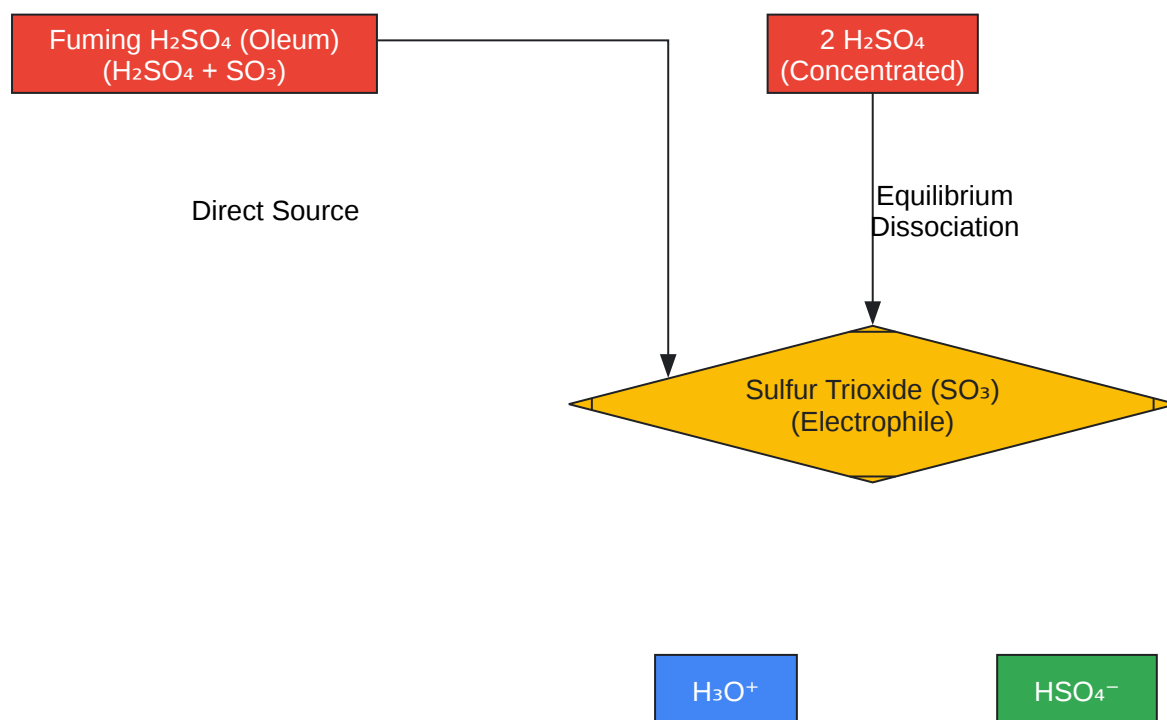 Fuming H₂SO₄ (Oleum)
(H₂SO₄ + SO₃)
2 H₂SO₄
(Concentrated)
Direct Source
Equilibrium
Dissociation
Sulfur Trioxide (SO₃)
(Electrophile)
H₃O⁺
HSO₄⁻